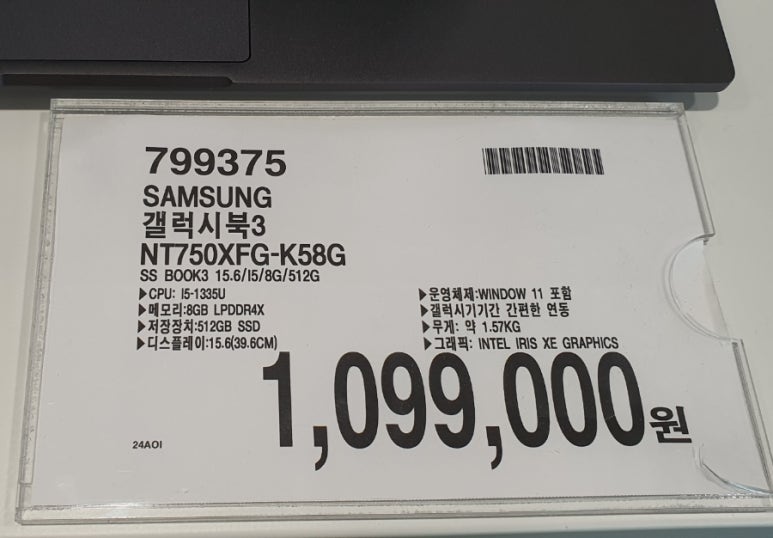 799375
SAMSUNG
갤럭시북3
NT750XFG-K58G
SS BOOK3 15.6/I5/8G/512G
▶CPU: I5-1335U
▶메모리:8GB LPDDR4X
▶저장장치:512GB SSD
▶디스플레이:15.6(39.6CM)
▶운영체제:WINDOW 11 포함
▶갤럭시기기간 간편한 연동
▶무게: 약 1.57KG
▶그래픽: INTEL IRIS XE GRAPHICS
1,099,000원
24AOI